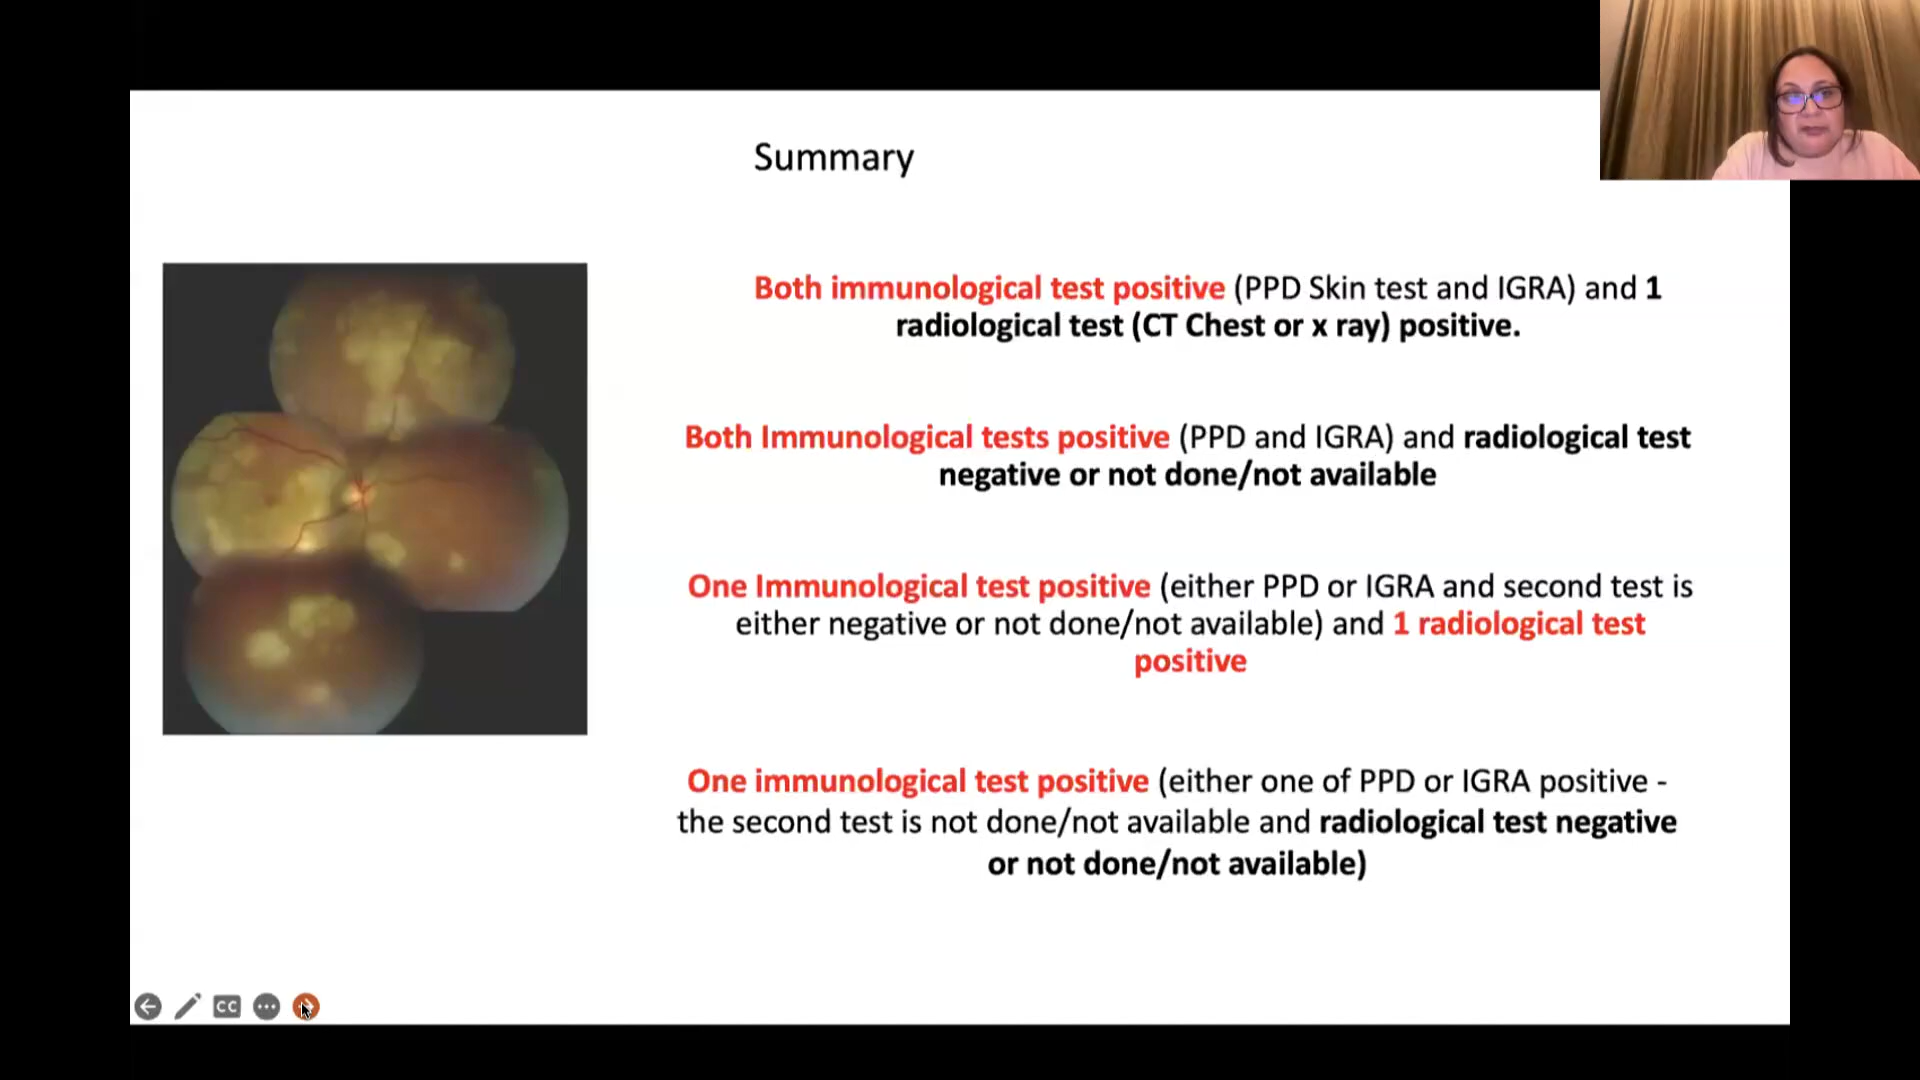 Summary
Both immunological test positive (PPD Skin test and IGRA) and 1
radiological test (CT Chest or x ray) positive.
Both Immunological tests positive (PPD and IGRA) and radiological test
negative or not done/not available
One Immunological test positive (either PPD or IGRA and second test is
either negative or not done/not available) and 1 radiological test
positive
One immunological test positive (either one of PPD or IGRA positive -
the second test is not done/not available and radiological test negative
or not done/not available)
CC